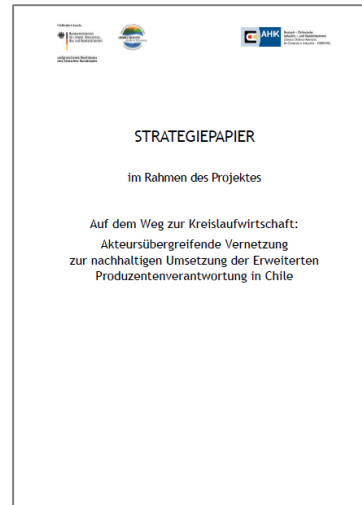 AHK
STRATEGIEPAPIER
im Rahmen des Projektes
Auf dem Weg zur Kreislaufwirtschaft:
Akteursübergreifende Vernetzung
zur nachhaltigen Umsetzung der Erweiterten
Produzentenverantwortung in Chile